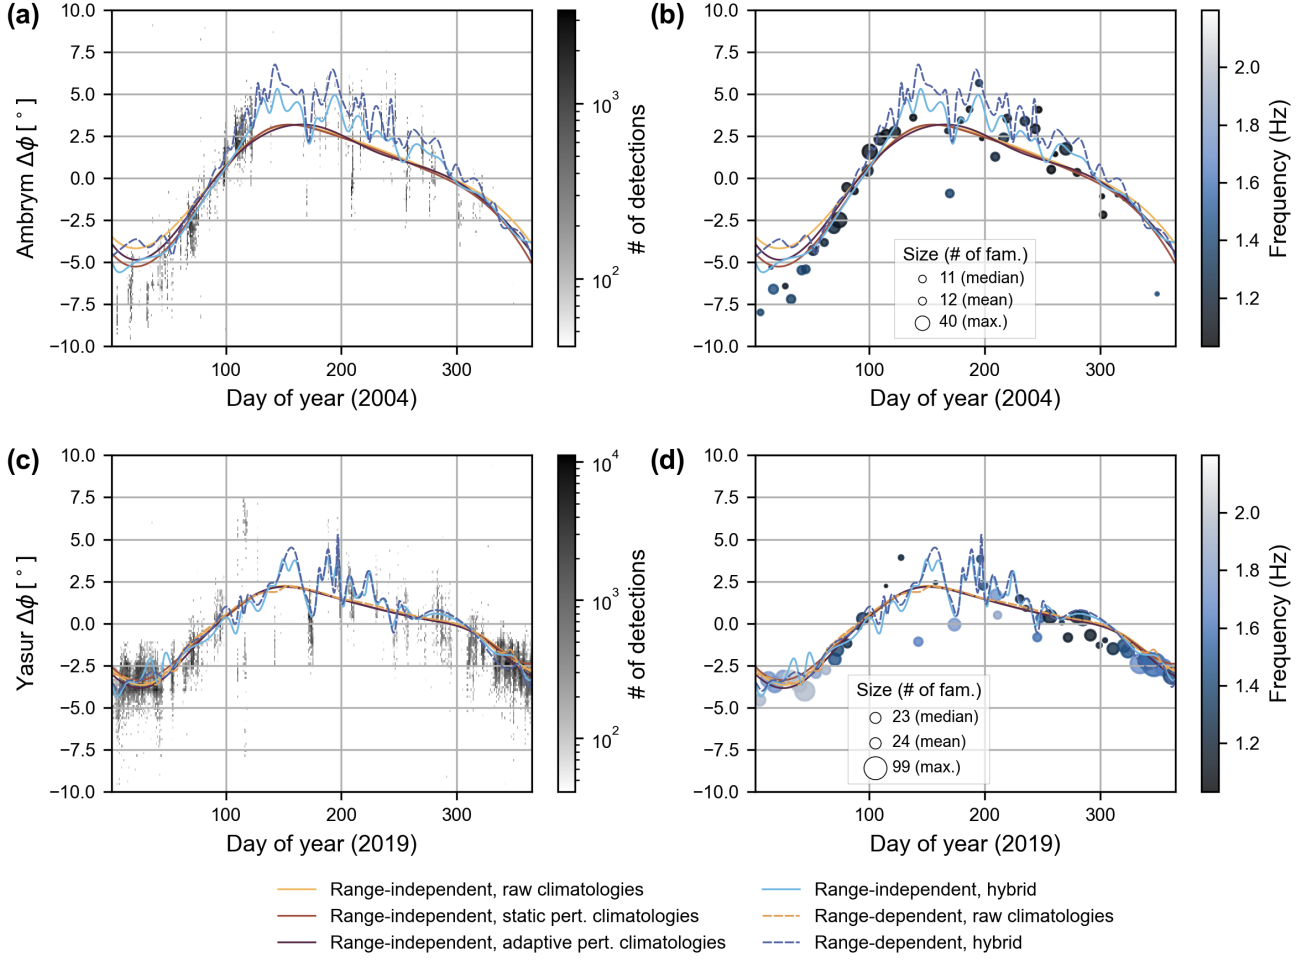 (a)
10.0
7.5
5.0
2.5
0.0
−2.5
−5.0
−7.5
−10.0
Ambrym Δϕ [ ° ]
100
200
300
Day of year (2004)
10³
10²
# of detections
(b)
10.0
7.5
5.0
2.5
0.0
−2.5
−5.0
−7.5
−10.0
Size (# of fam.)
11 (median)
12 (mean)
40 (max.)
100
200
300
Day of year (2004)
2.0
1.8
1.6
1.4
1.2
Frequency (Hz)
(c)
10.0
7.5
5.0
2.5
0.0
−2.5
−5.0
−7.5
−10.0
Yasur Δϕ [ ° ]
100
200
300
Day of year (2019)
10⁴
10³
10²
# of detections
(d)
10.0
7.5
5.0
2.5
0.0
−2.5
−5.0
−7.5
−10.0
Size (# of fam.)
23 (median)
24 (mean)
99 (max.)
100
200
300
Day of year (2019)
2.0
1.8
1.6
1.4
1.2
Frequency (Hz)
Range-independent, raw climatologies
Range-independent, static pert. climatologies
Range-independent, adaptive pert. climatologies
Range-independent, hybrid
Range-dependent, raw climatologies
Range-dependent, hybrid